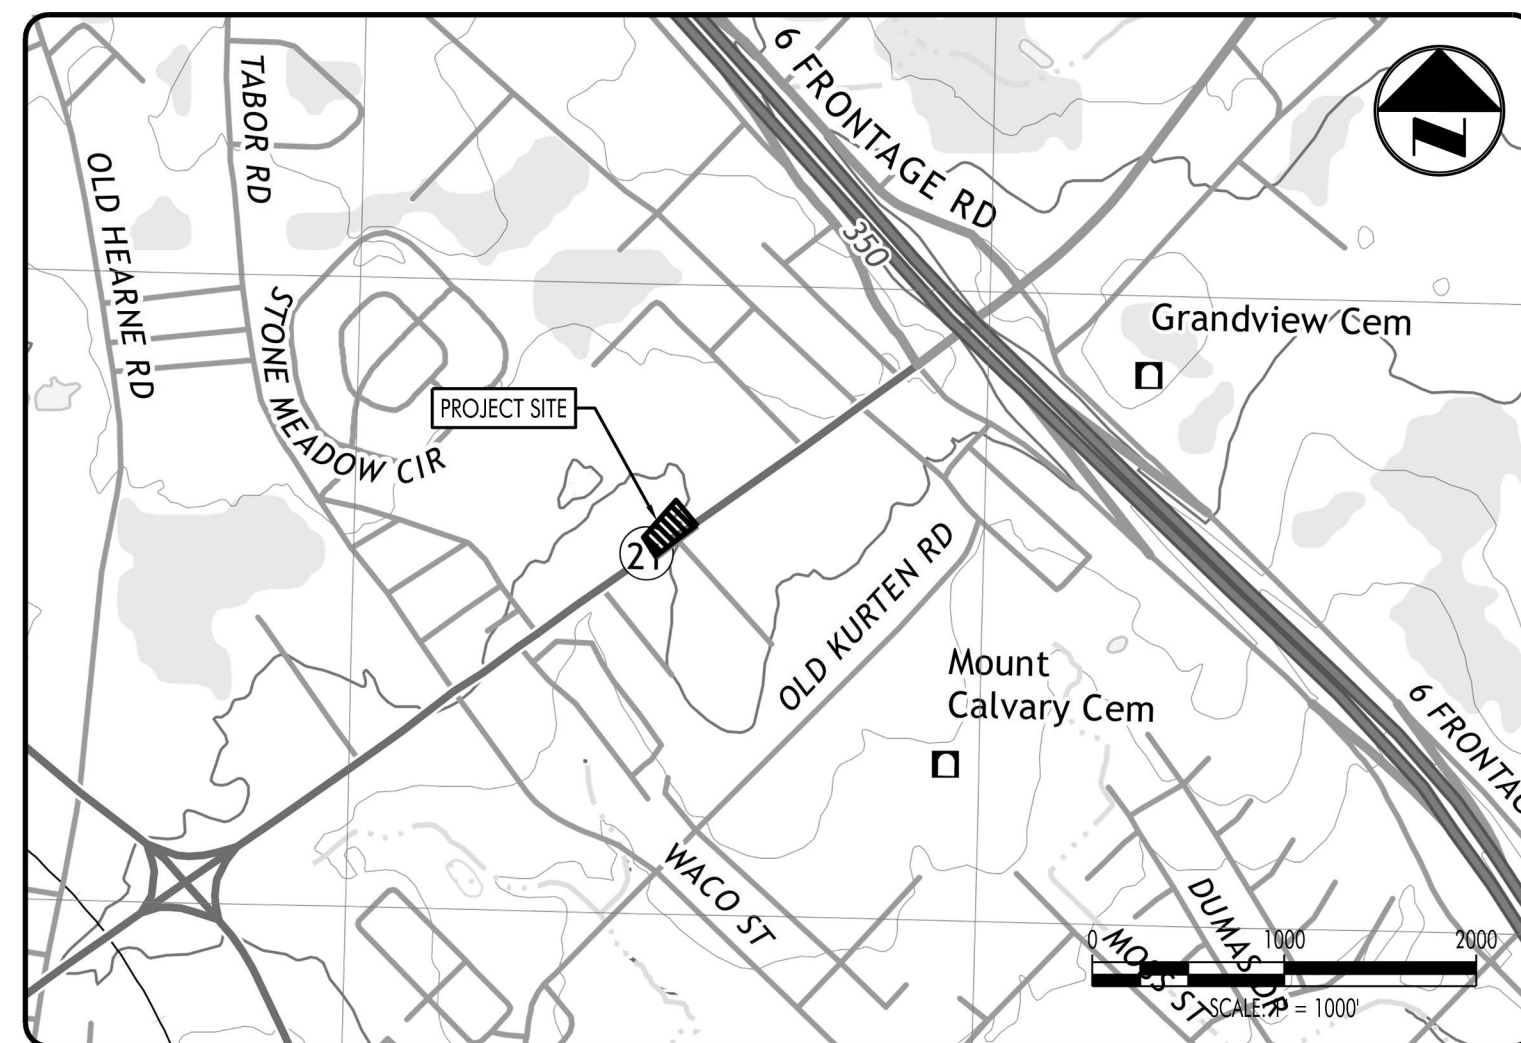 6 FRONTAGE RD
TABOR RD
OLD HEARNE RD
N
350
STONE MEADOW CIR
Grandview Cem
PROJECT SITE
21
OLD KURTEN RD
Mount
Calvary Cem
6 FRONTAG
WACO ST
DUMAS DR
MOSS ST
0 1000 2000
SCALE: 1" = 1000'